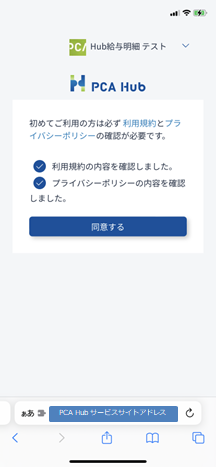 PCA Hub給与明細 テスト
PCA Hub
初めてご利用の方は必ず 利用規約とプラ
イバシーポリシーの確認が必要です。
利用規約の内容を確認しました。
プライバシーポリシーの内容を確認
しました。
同意する
ぁあ PCA Hub サービスサイトアドレス